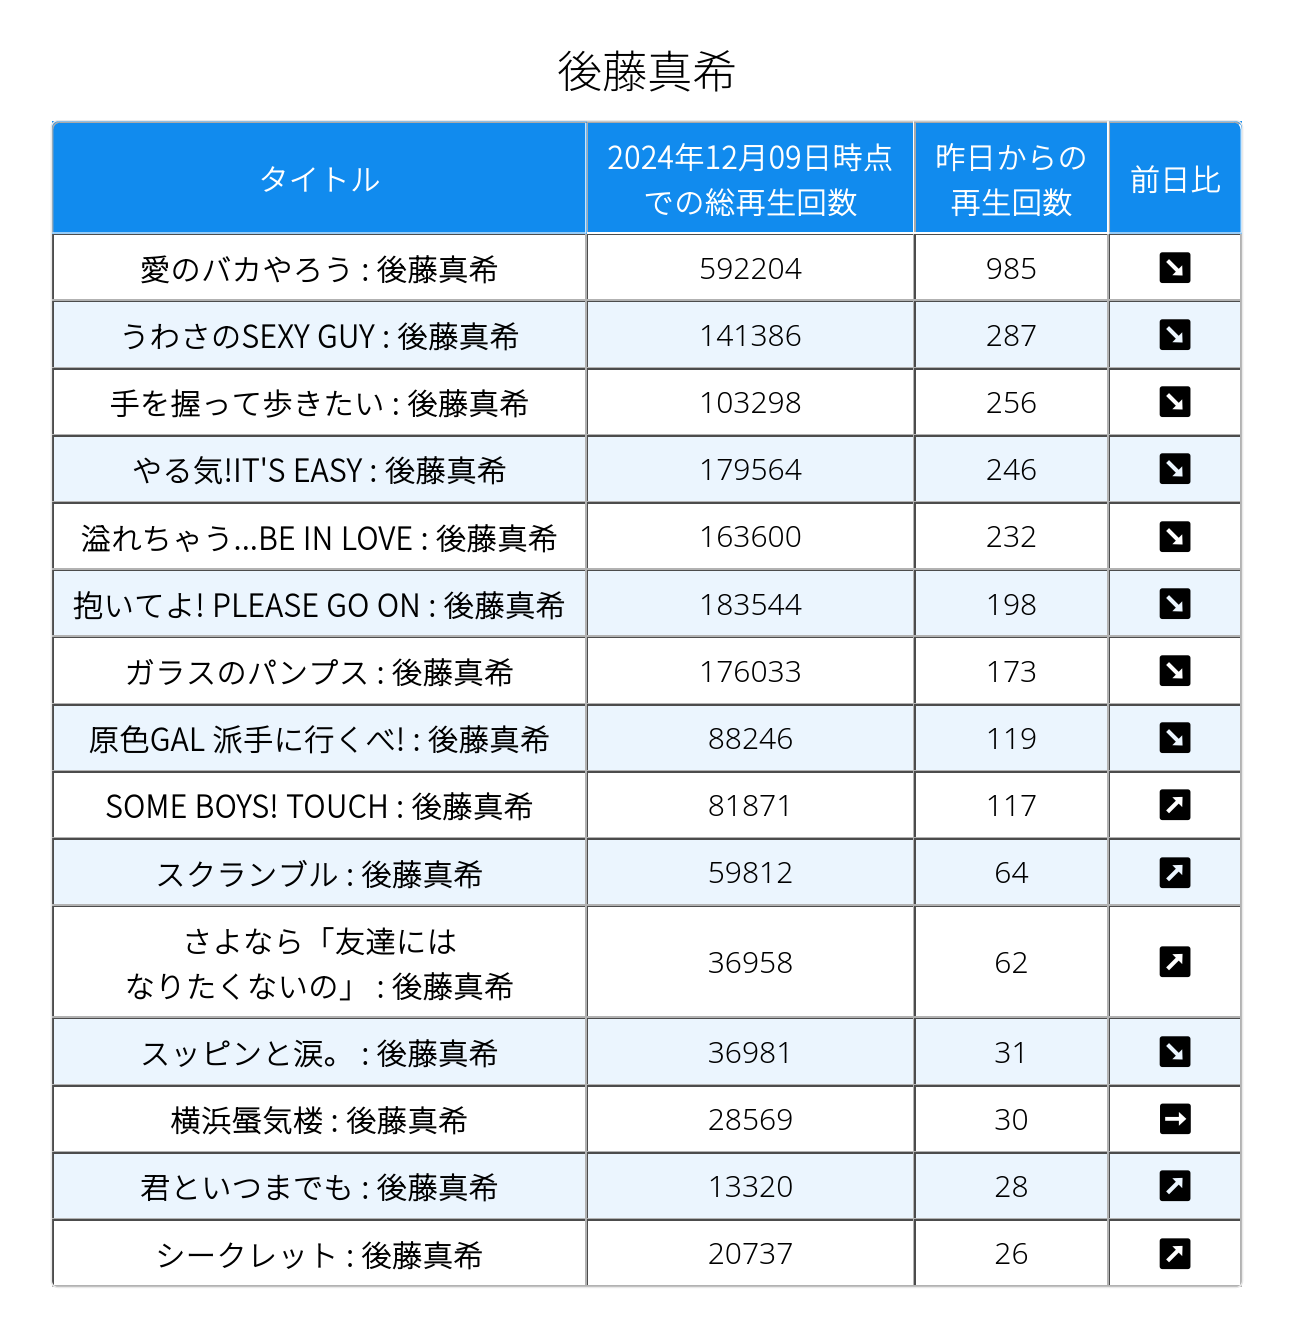 後藤真希
タイトル
2024年12月09日時点
での総再生回数
昨日からの
再生回数
前日比
愛のバカやろう : 後藤真希 592204 985 ↘
うわさのSEXY GUY : 後藤真希 141386 287 ↘
手を握って歩きたい : 後藤真希 103298 256 ↘
やる気!IT'S EASY : 後藤真希 179564 246 ↘
溢れちゃう...BE IN LOVE : 後藤真希 163600 232 ↘
抱いてよ! PLEASE GO ON : 後藤真希 183544 198 ↘
ガラスのパンプス : 後藤真希 176033 173 ↘
原色GAL 派手に行くべ! : 後藤真希 88246 119 ↘
SOME BOYS! TOUCH : 後藤真希 81871 117 ↗
スクランブル : 後藤真希 59812 64 ↗
さよなら「友達には
なりたくないの」 : 後藤真希 36958 62 ↗
スッピンと涙。 : 後藤真希 36981 31 ↘
横浜蜃気楼 : 後藤真希 28569 30 →
君といつまでも : 後藤真希 13320 28 ↗
シークレット : 後藤真希 20737 26 ↗